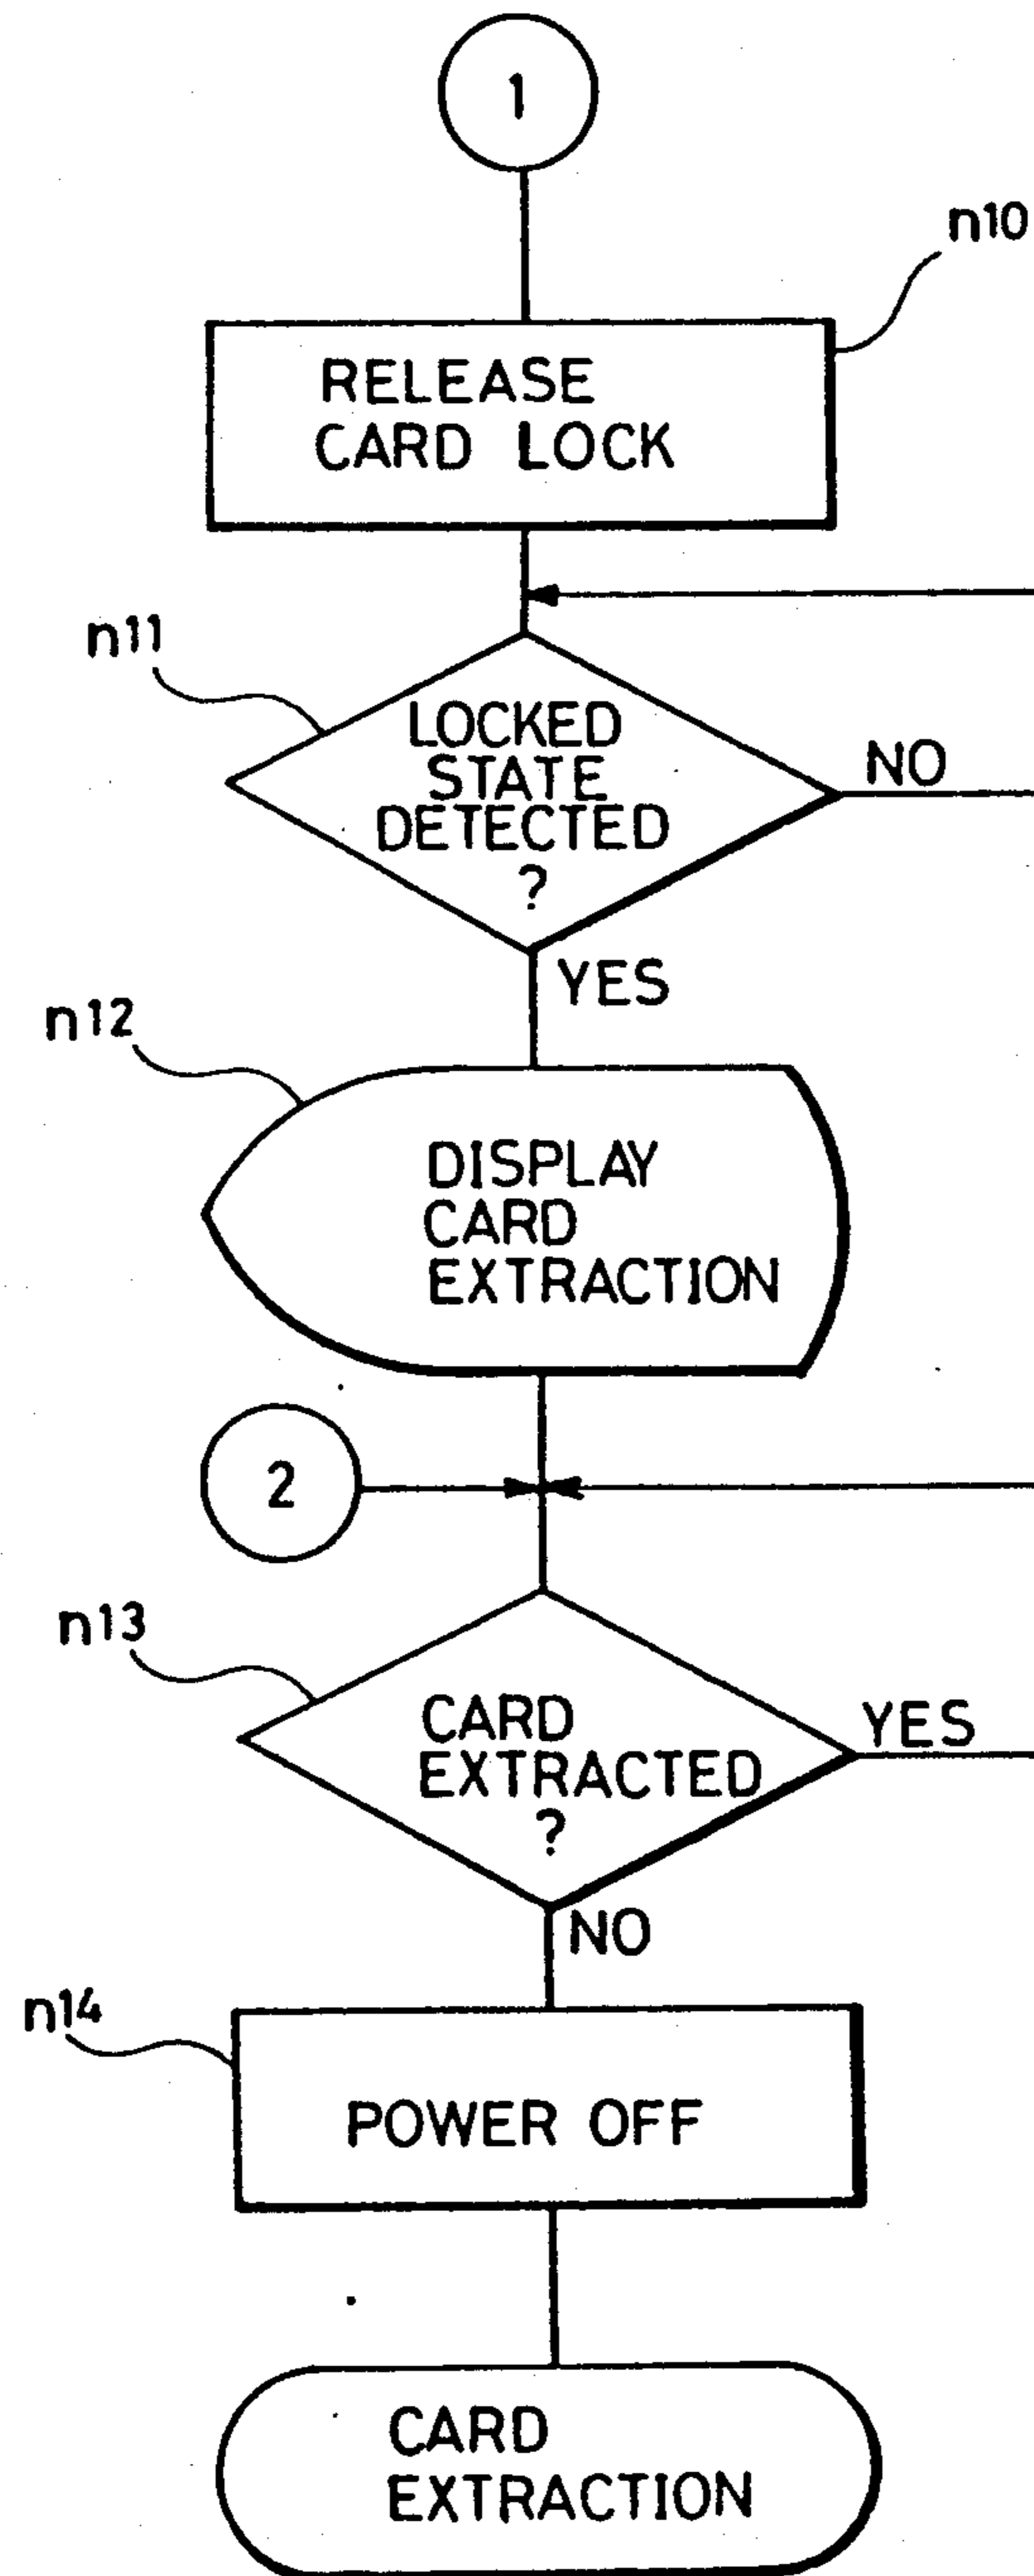 1
n10
RELEASE
CARD LOCK
n11
LOCKED
STATE
DETECTED
?
NO
YES
n12
DISPLAY
CARD
EXTRACTION
2
n13
CARD
EXTRACTED
?
YES
NO
n14
POWER OFF
CARD
EXTRACTION